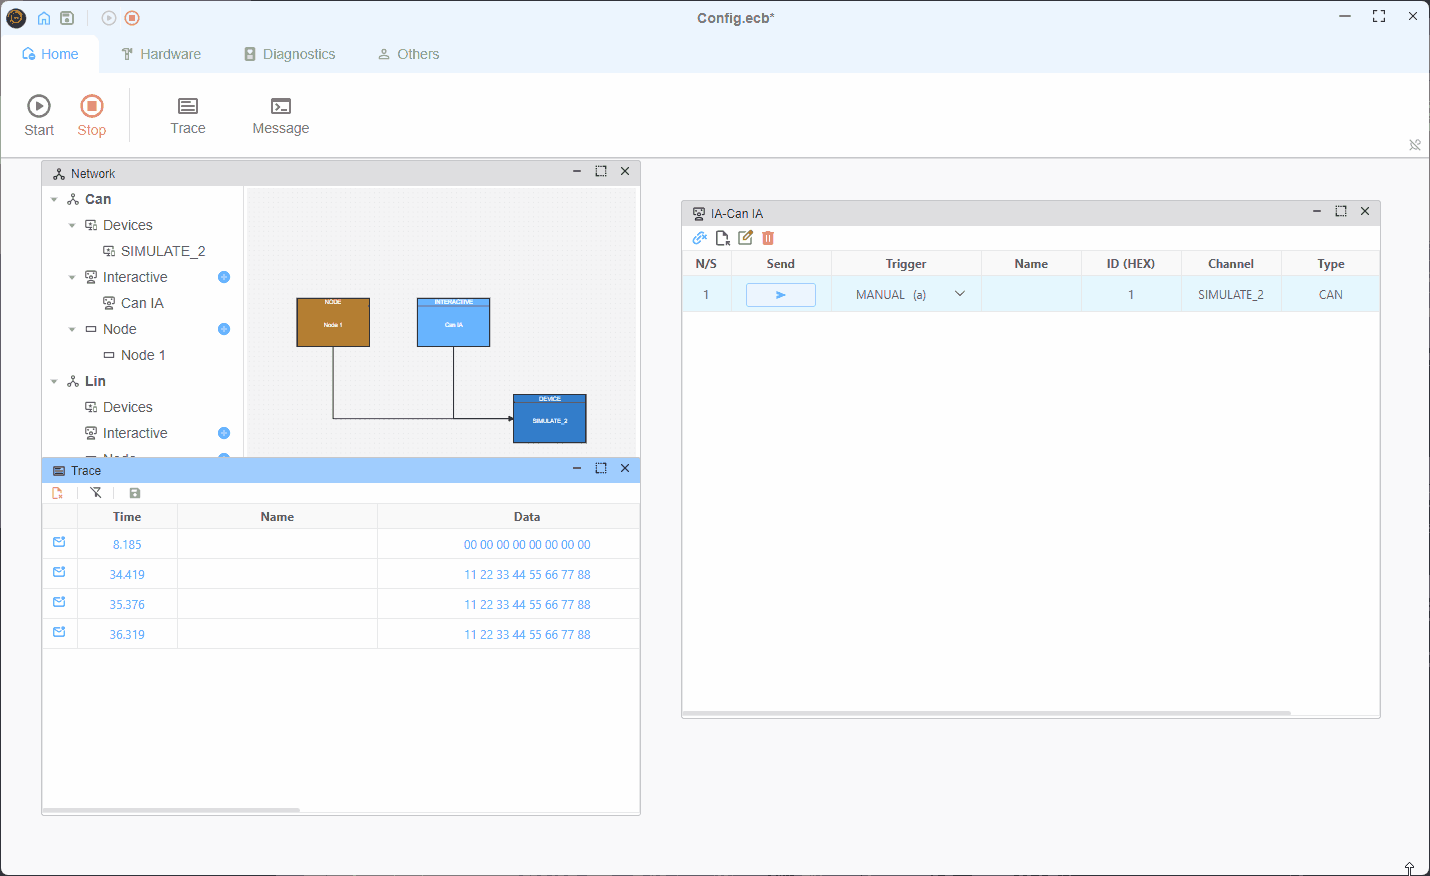 Config.ecb*
Home
Hardware
Diagnostics
Others
Start
Stop
Trace
Message
Network
Can
Devices
SIMULATE_2
Interactive
Can IA
Node
Node 1
Lin
Devices
Interactive
Node
NODE
Node 1
INTERACTIVE
Can IA
DEVICE
SIMULATE_2
Trace
Time Name Data
8.185 00 00 00 00 00 00 00 00
34.419 11 22 33 44 55 66 77 88
35.376 11 22 33 44 55 66 77 88
36.319 11 22 33 44 55 66 77 88
IA-Can IA
N/S Send Trigger Name ID (HEX) Channel Type
1 MANUAL (a) 1 SIMULATE_2 CAN